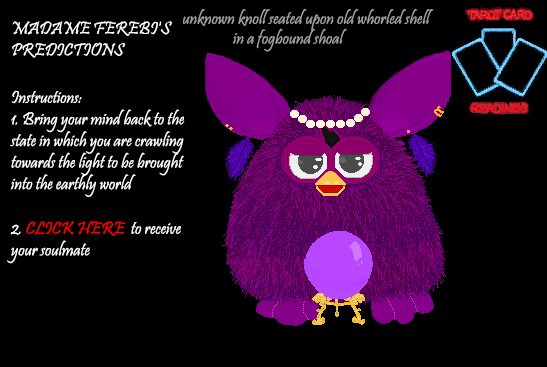 MADAME FEREBI'S
PREDICTIONS
Instructions:
1. Bring your mind back to the
state in which you are crawling
towards the light to be brought
into the earthly world
2. CLICK HERE to receive
your soulmate
unknown knoll seated upon old whorled shell
in a fogbound shoal
TAROT CARD
READINGS